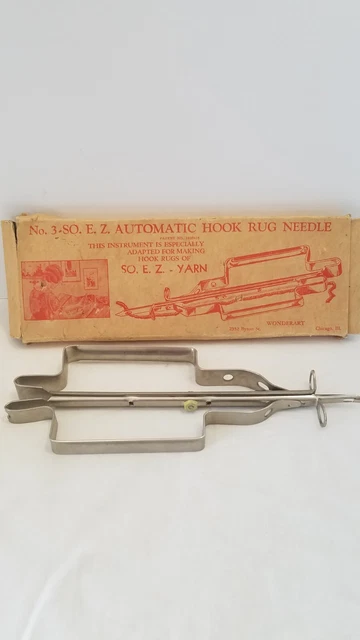 No. 3-SO. E. Z. AUTOMATIC HOOK RUG NEEDLE
THIS INSTRUMENT IS ESPECIALLY
ADAPTED FOR MAKING
HOOK RUGS OF
SO. E. Z. - YARN
WONDERART
Chicago, Ill.